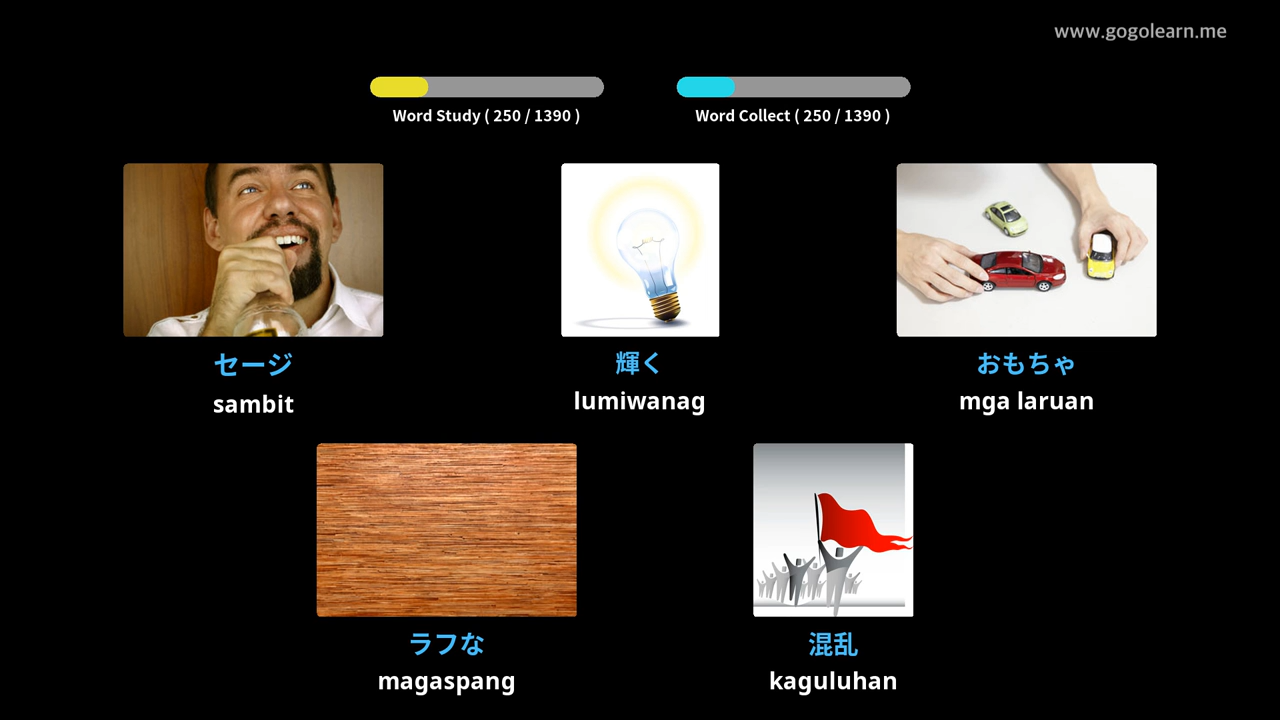 www.gogolearn.me
Word Study ( 250 / 1390 )
Word Collect ( 250 / 1390 )
セージ
sambit
輝く
lumiwanag
おもちゃ
mga laruan
ラフな
magaspang
混乱
kaguluhan